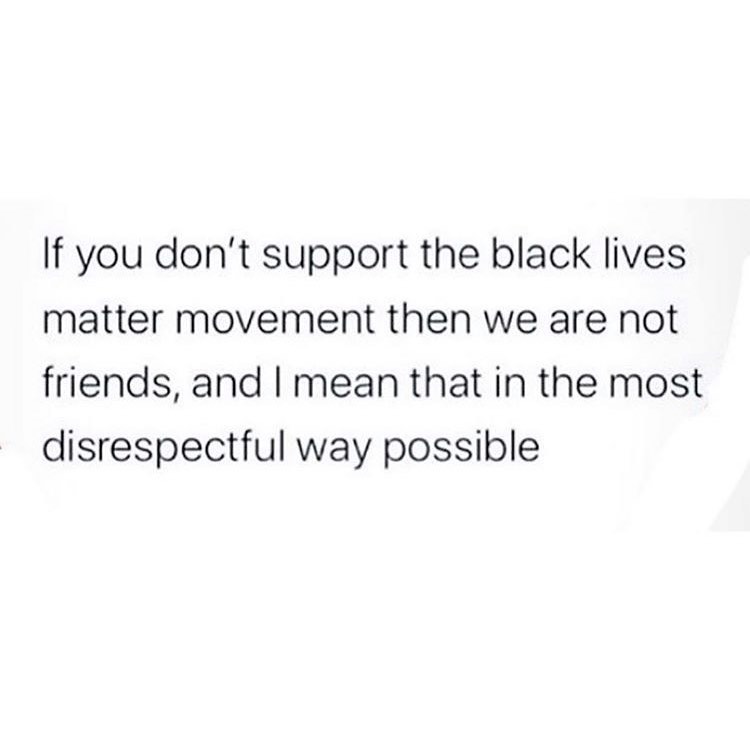 If you don't support the black lives
matter movement then we are not
friends, and I mean that in the most
disrespectful way possible